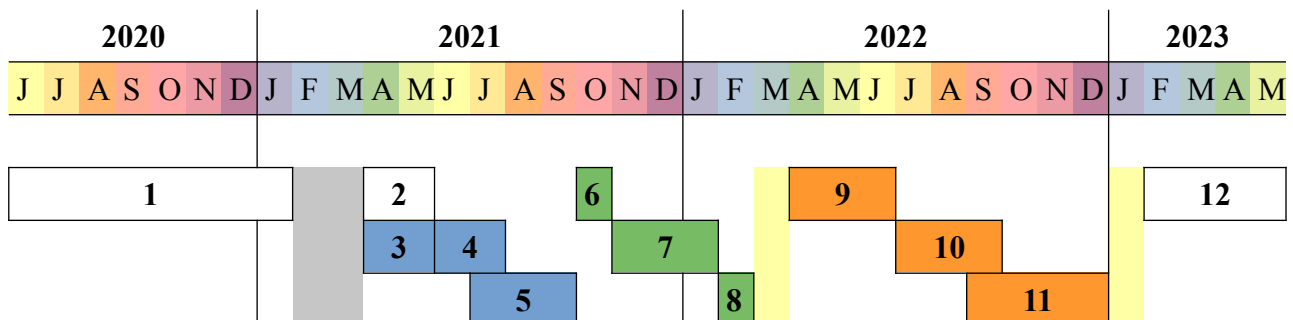 2020 2021 2022 2023
J J A S O N D J F M A M J J A S O N D J F M A M J J A S O N D J F M A M
1 2 6 9 12
3 4 7 10
5 8 11